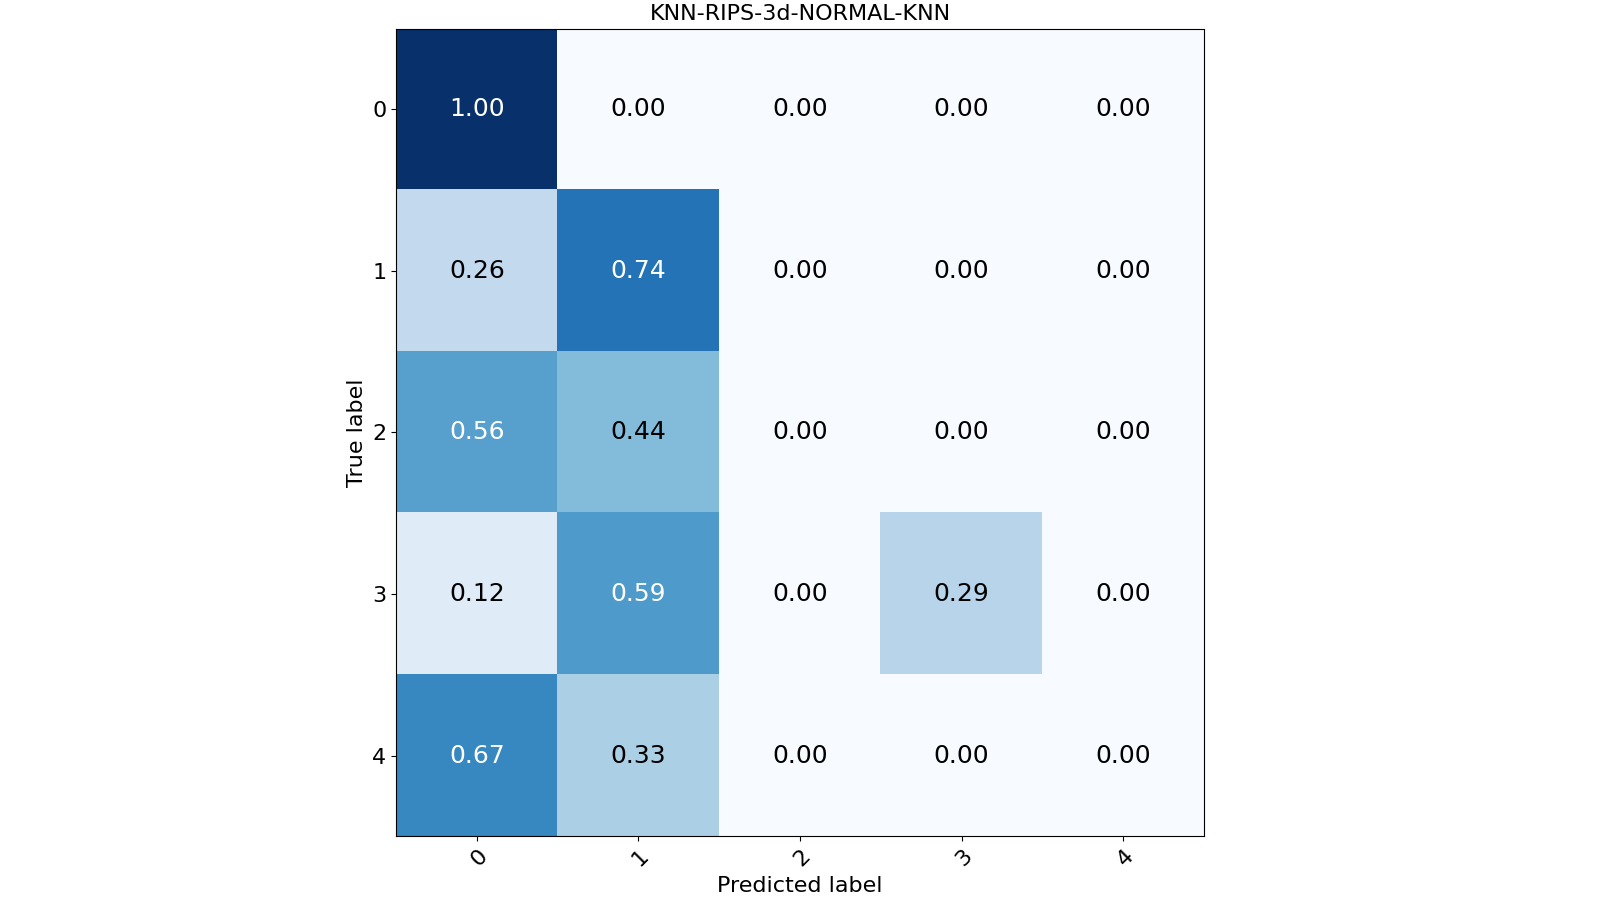 KNN-RIPS-3d-NORMAL-KNN
0 1.00 0.00 0.00 0.00 0.00
1 0.26 0.74 0.00 0.00 0.00
2 0.56 0.44 0.00 0.00 0.00
3 0.12 0.59 0.00 0.29 0.00
4 0.67 0.33 0.00 0.00 0.00
True label
0 1 2 3 4
Predicted label